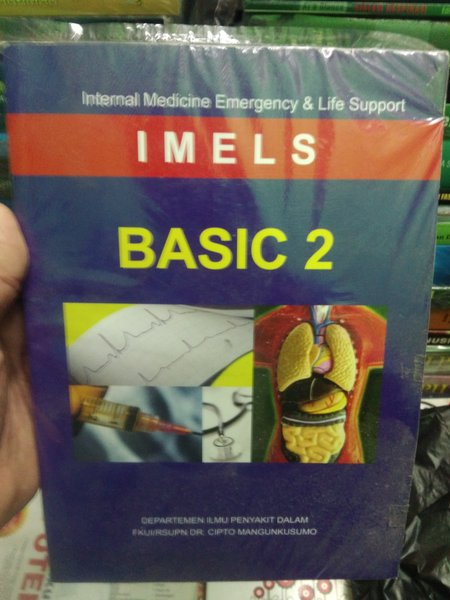 Internal Medicine Emergency & Life Support
IMELS
BASIC 2
DEPARTEMEN ILMU PENYAKIT DALAM
FKUI/RSUPN DR. CIPTO MANGUNKUSUMO